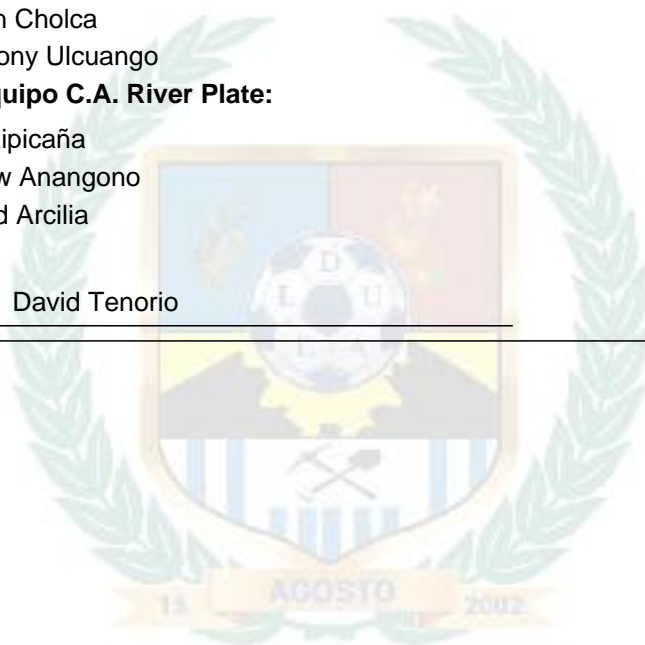 n Cholca
ony Ulcuango
quipo C.A. River Plate:
ipicaña
w Anangono
d Arcilia
David Tenorio
D
L U
15 AGOSTO 2002